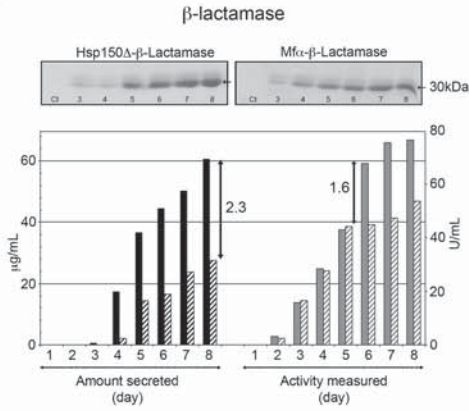 β-lactamase
Hsp150Δ-β-Lactamase Mfα-β-Lactamase
Ct 3 4 5 6 7 8 Ct 3 4 5 6 7 8 30kDa
60 40 20 0
µg/mL
80 60 40 20 0
U/mL
2.3
1.6
1 2 3 4 5 6 7 8 1 2 3 4 5 6 7 8
Amount secreted Activity measured
(day) (day)